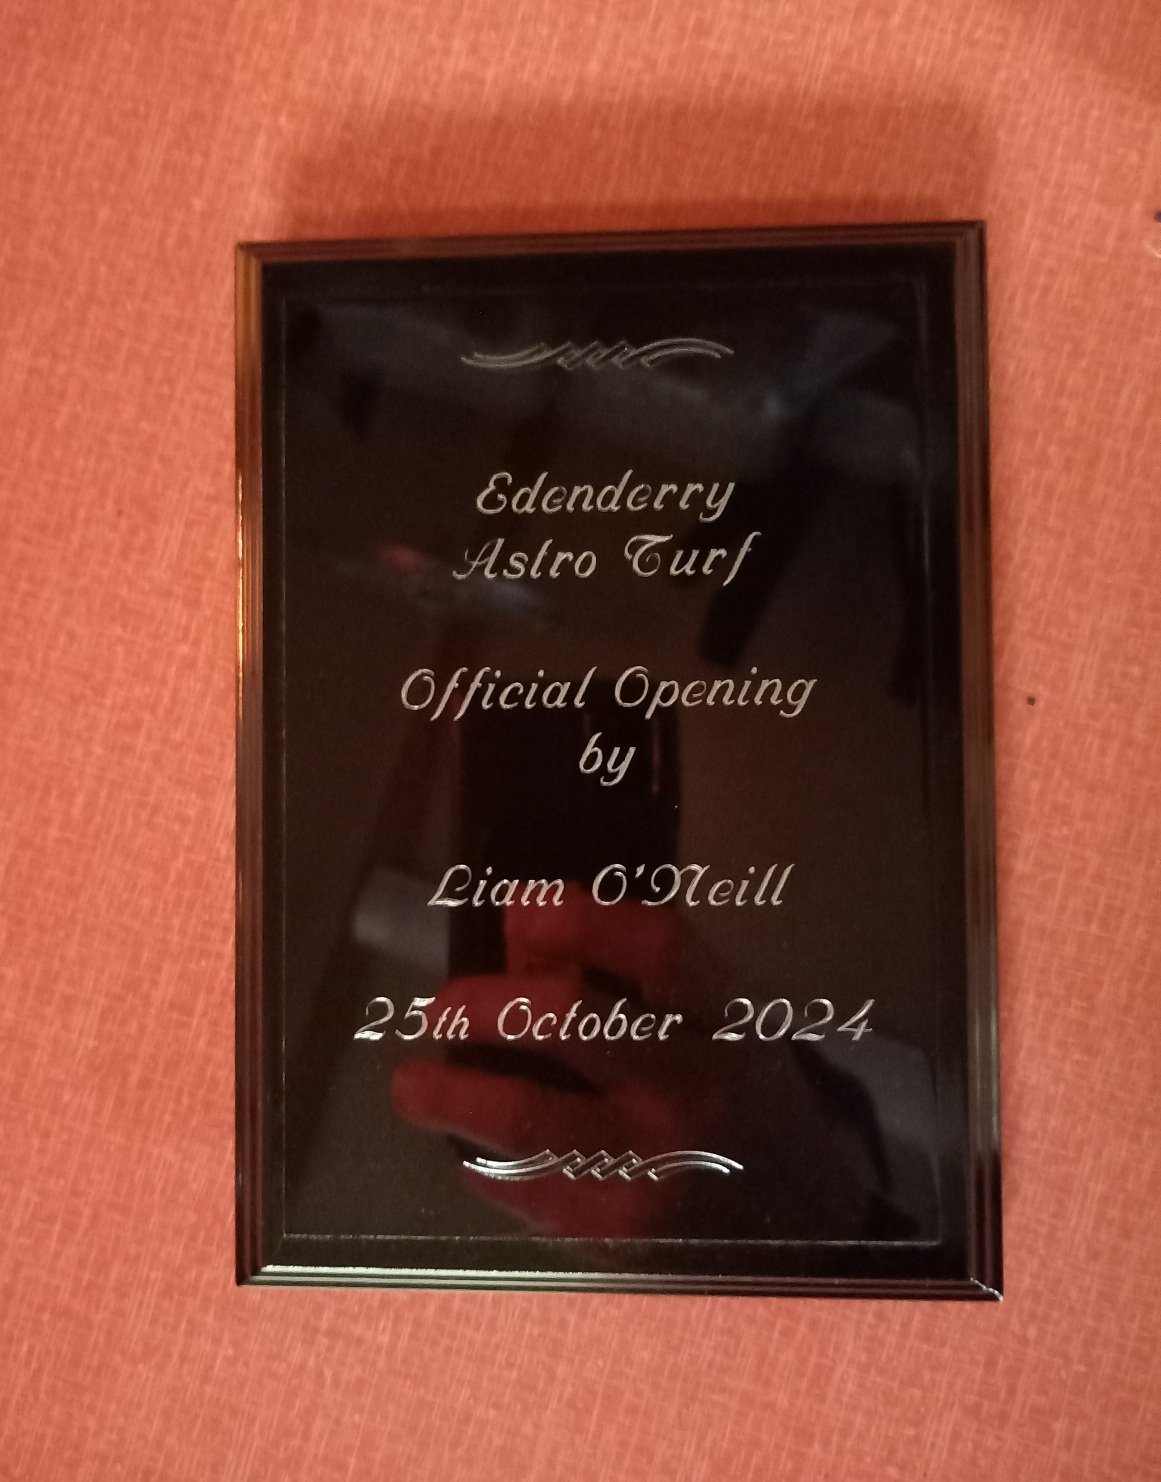 Edenderry
Astro Turf
Official Opening
by
Liam O'Neill
25th October 2024